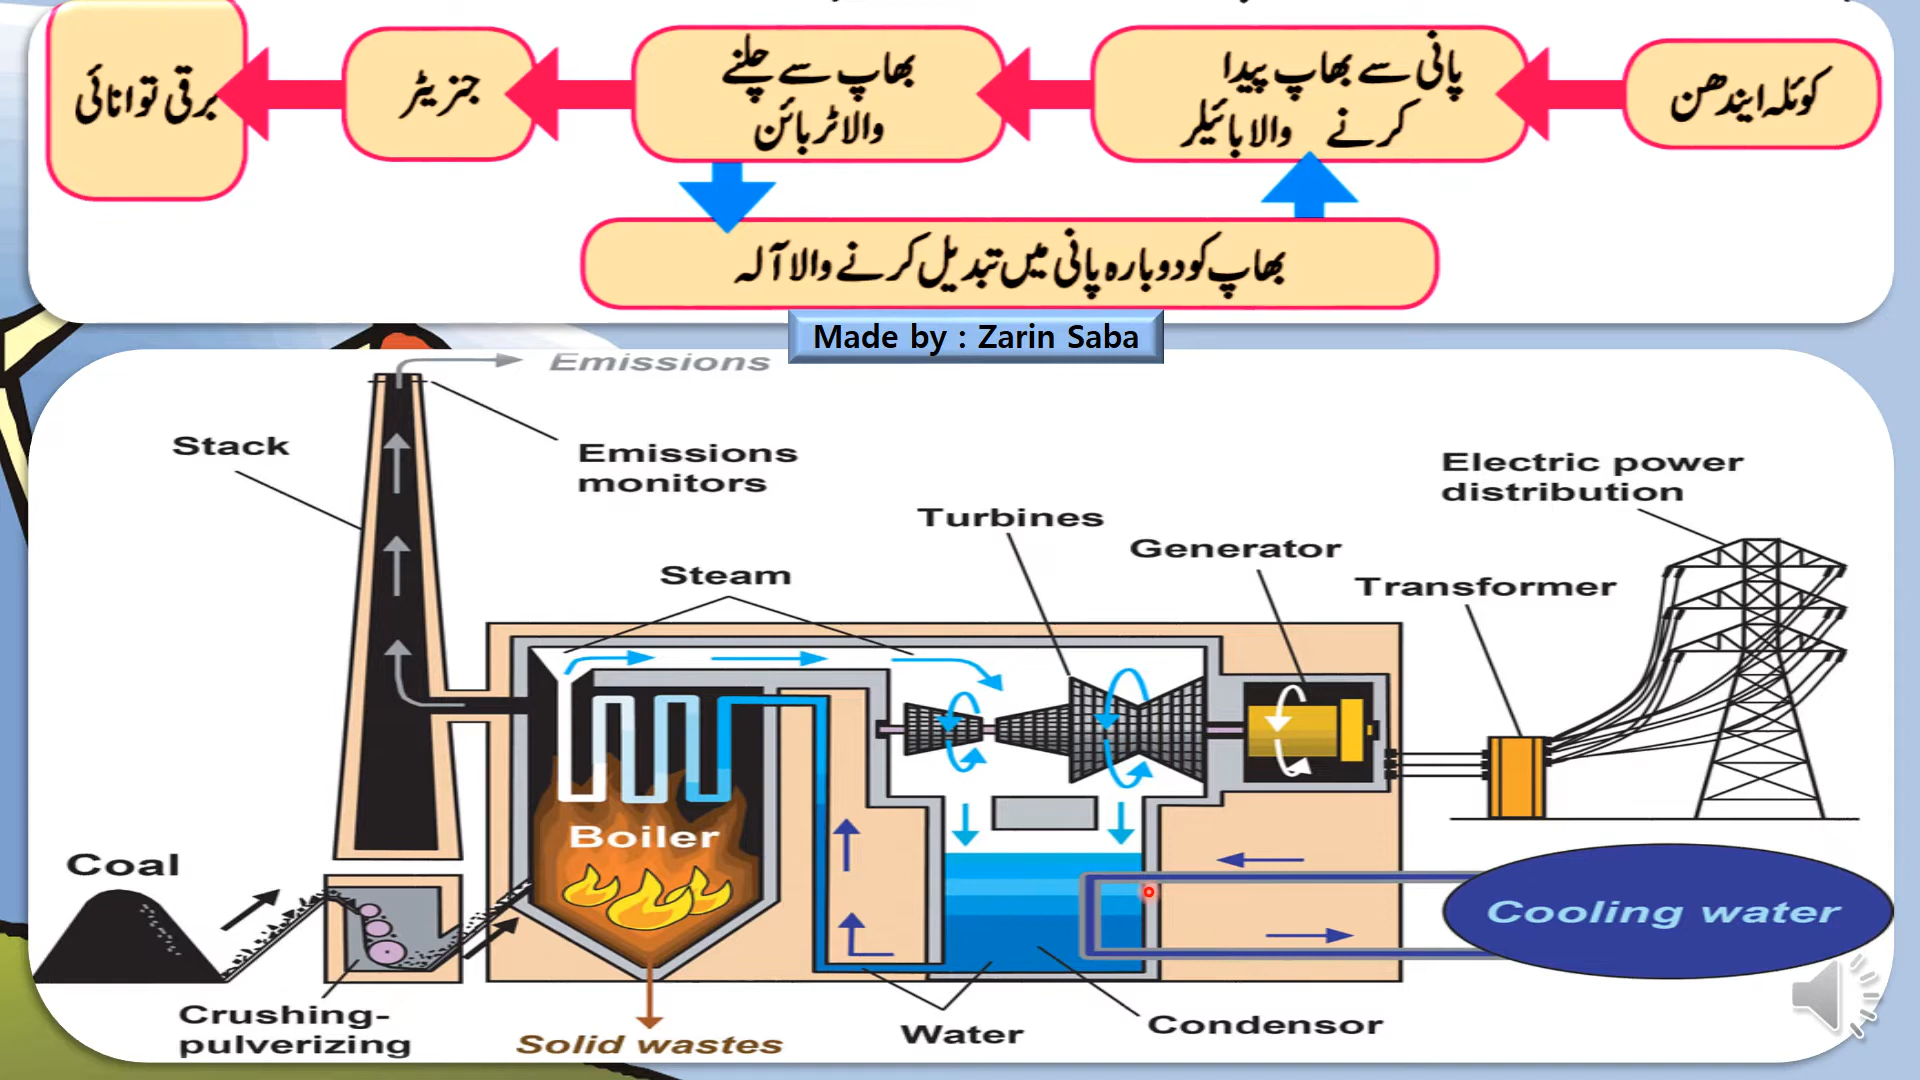 کوئلہ ایندھن
پانی سے بھاپ پیدا
کرنے والا بائیلر
بھاپ سے چلنے
والا ٹربائن
جنریٹر
برقی توانائی
بھاپ کو دوبارہ پانی میں تبدیل کرنے والا آلہ
Made by : Zarin Saba
Emissions
Stack
Emissions
monitors
Electric power
distribution
Turbines
Generator
Steam
Transformer
Boiler
Coal
Cooling water
Crushing-
pulverizing
Solid wastes
Water
Condensor